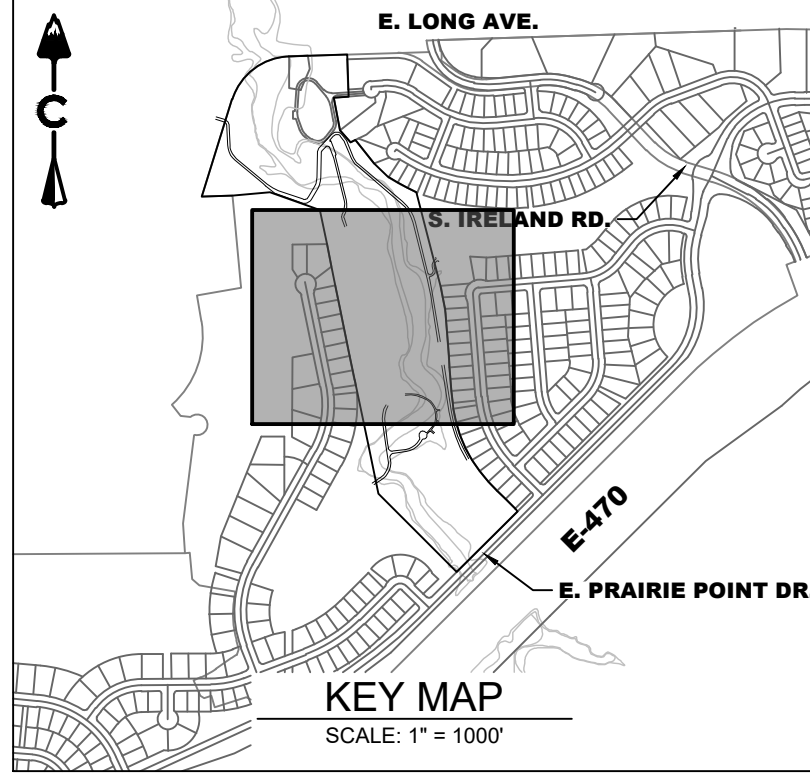 E. LONG AVE.
C
S. IRELAND RD.
E-470
E. PRAIRIE POINT DR.
KEY MAP
SCALE: 1" = 1000'